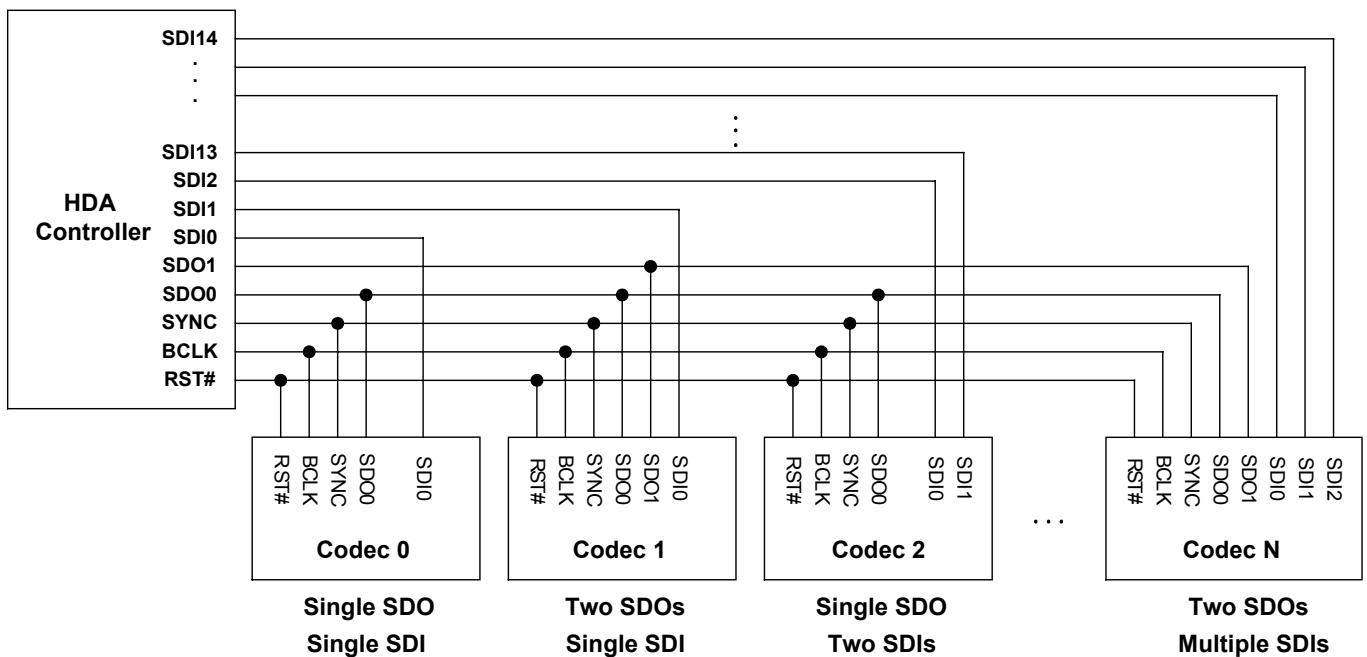 SDI14
.
.
.
SDI13
SDI2
SDI1
SDI0
SDO1
SDO0
SYNC
BCLK
RST#
HDA
Controller
RST#
BCLK
SYNC
SDO0
SDI0
Codec 0
Single SDO
Single SDI
RST#
BCLK
SYNC
SDO0
SDO1
SDI0
Codec 1
Two SDOs
Single SDI
RST#
BCLK
SYNC
SDO0
SDI0
SDI1
Codec 2
Single SDO
Two SDIs
. . .
RST#
BCLK
SYNC
SDO0
SDO1
SDI0
SDI1
SDI2
Codec N
Two SDOs
Multiple SDIs